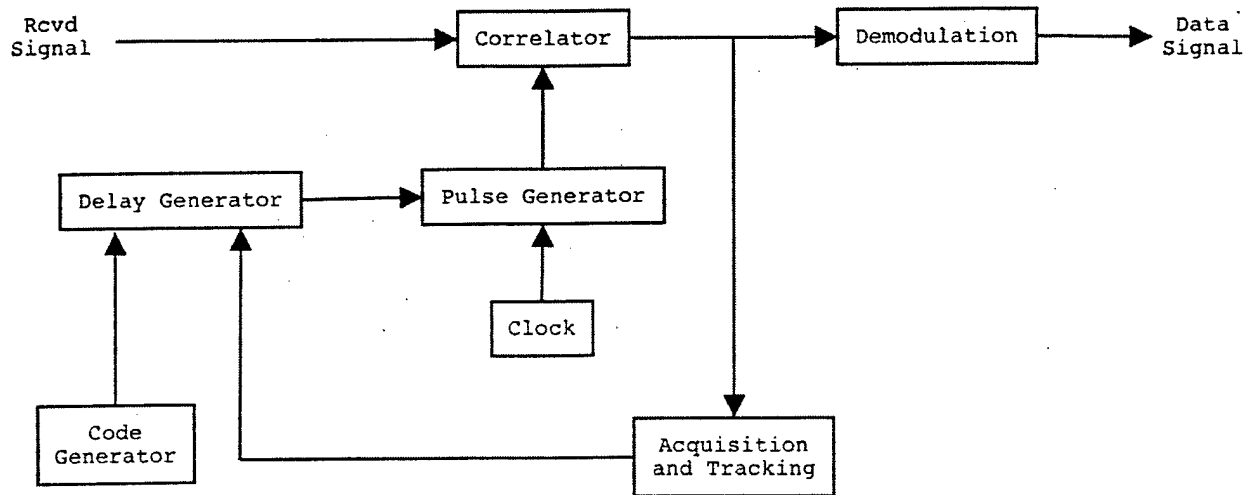 Rcvd
Signal
Correlator
Demodulation
Data
Signal
Delay Generator
Pulse Generator
Clock
Code
Generator
Acquisition
and Tracking